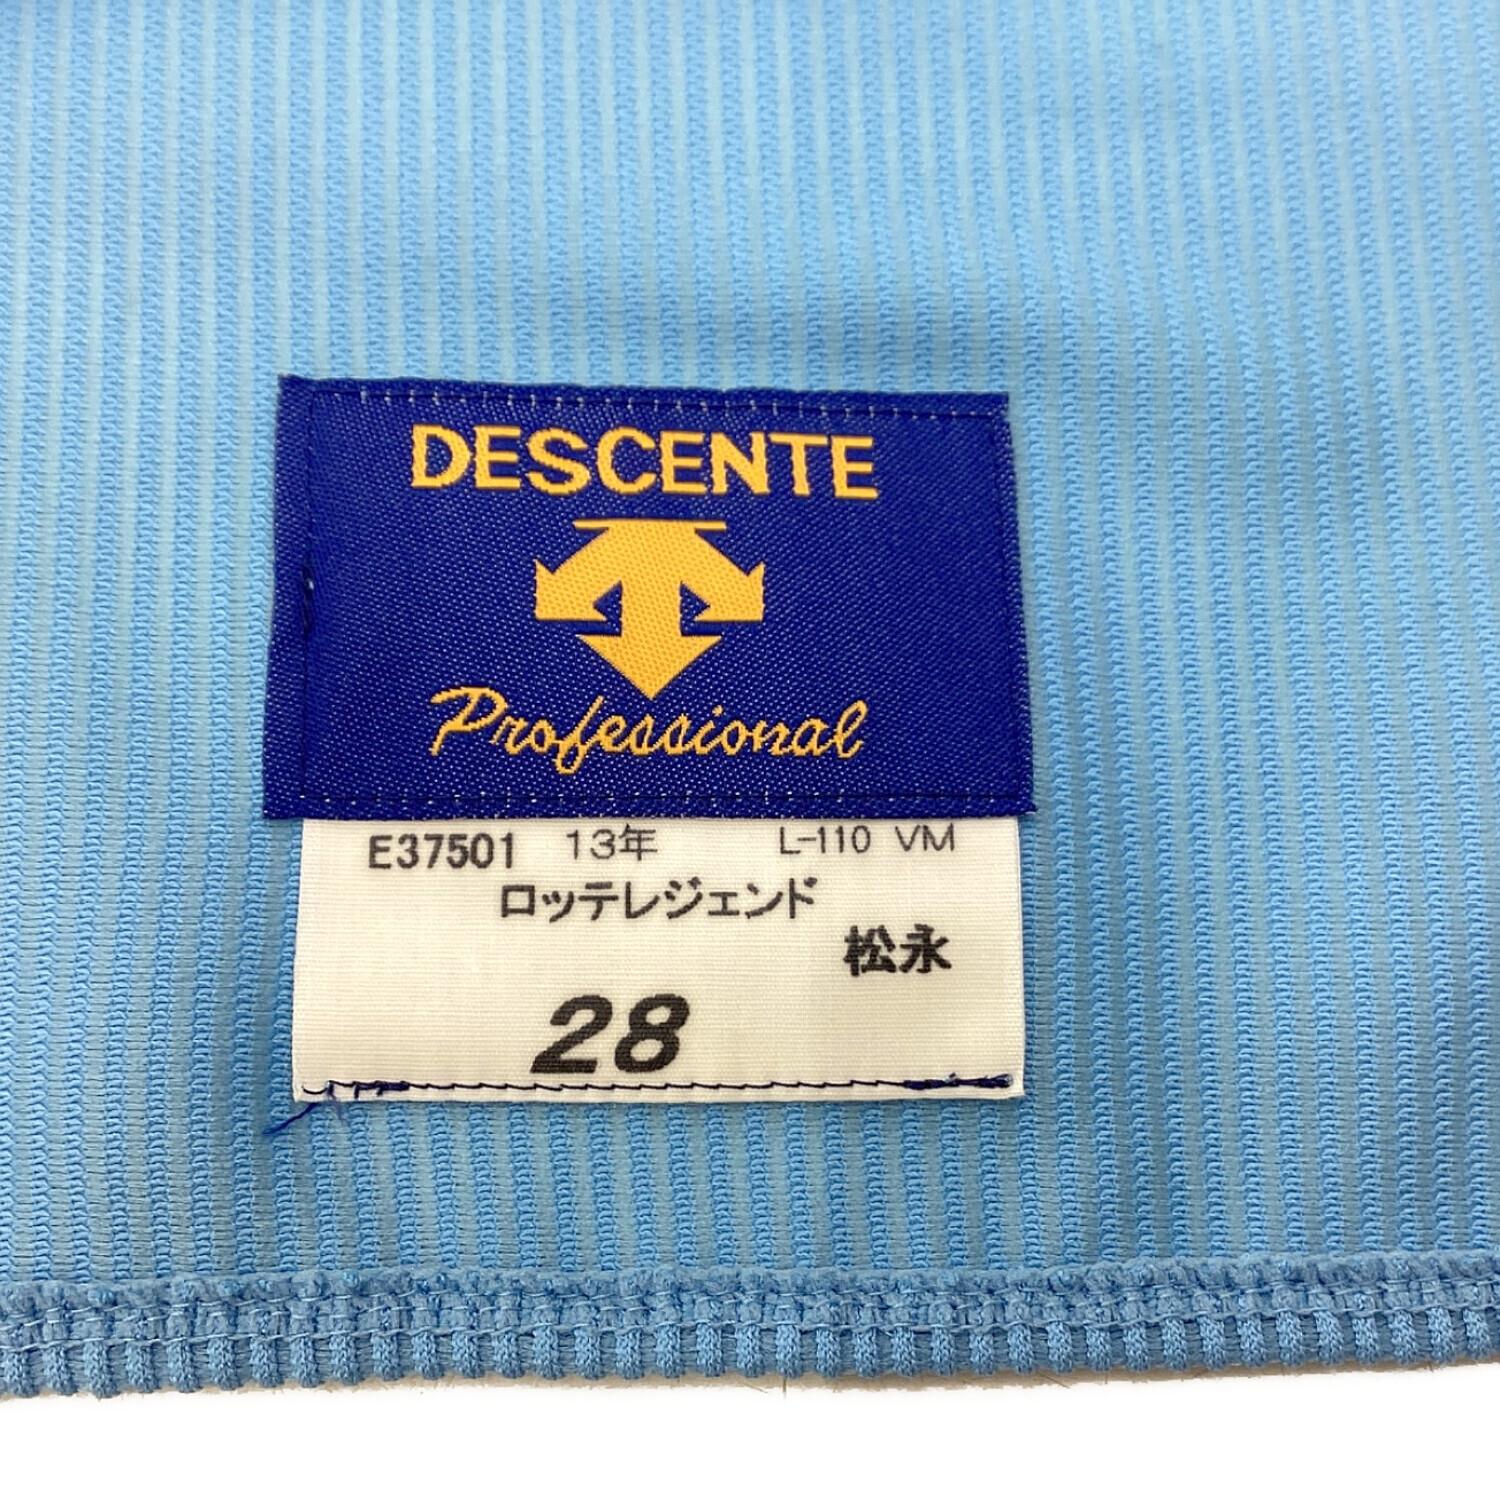 DESCENTE
Professional
E37501 13年 L-110 VM
ロッテレジェンド
松永
28